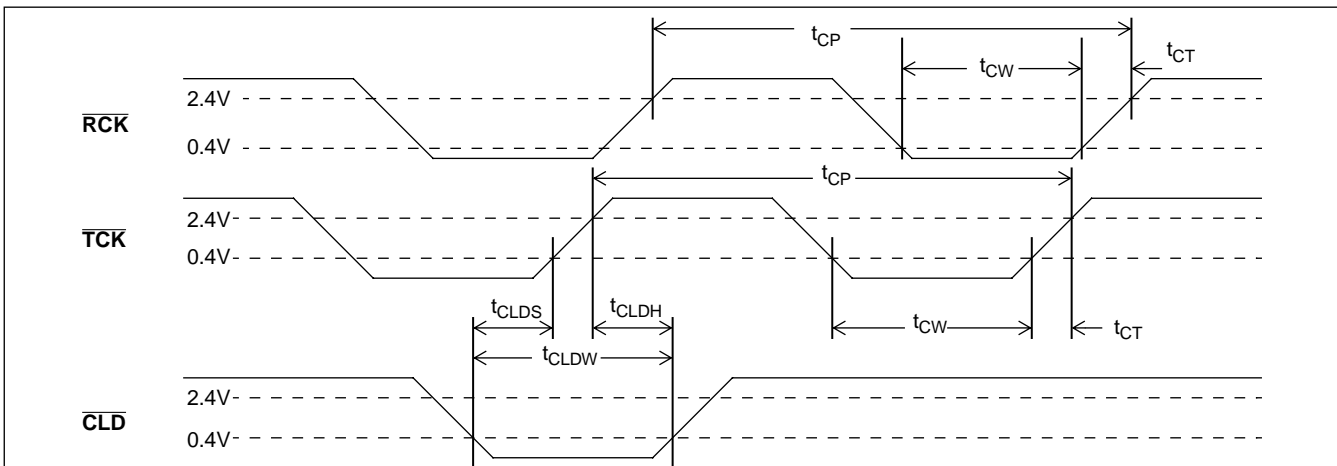 tCP
tCW
tCT
2.4V
RCK
0.4V
tCP
2.4V
TCK
0.4V
tCLDS
tCLDH
tCW
tCT
tCLDW
2.4V
CLD
0.4V